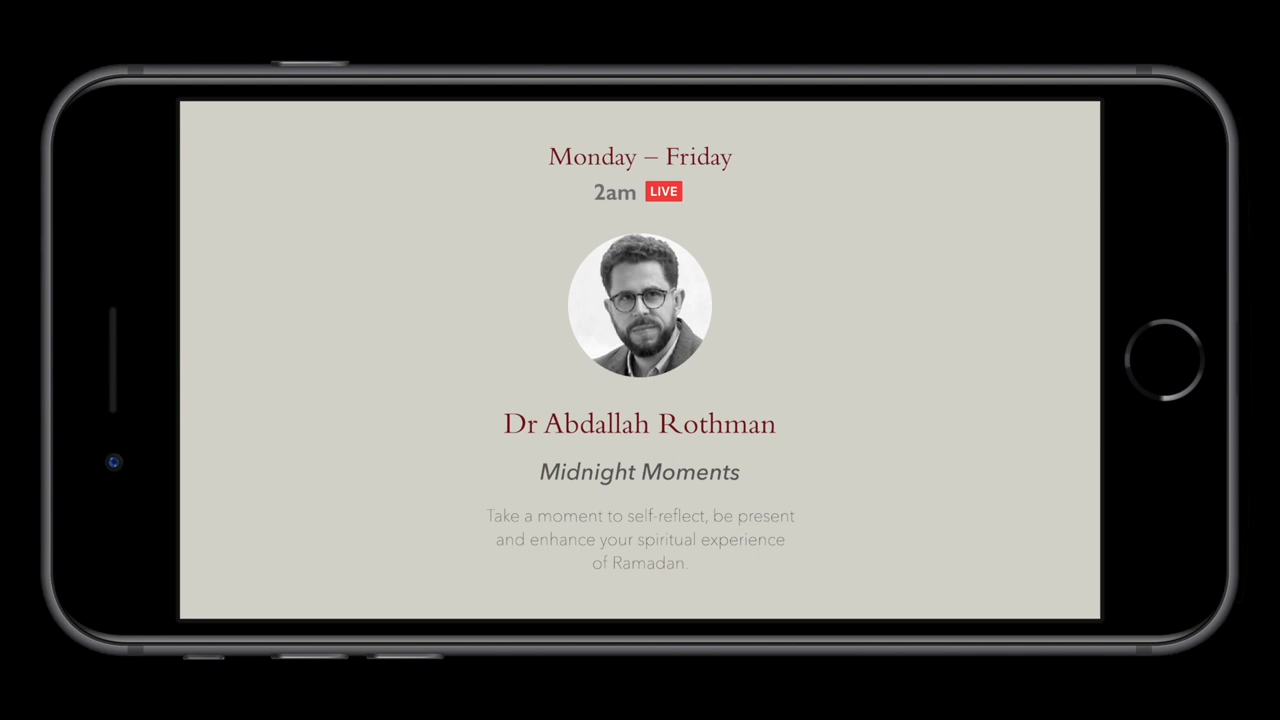 Monday – Friday
2am LIVE
Dr Abdallah Rothman
Midnight Moments
Take a moment to self-reflect, be present
and enhance your spiritual experience
of Ramadan.